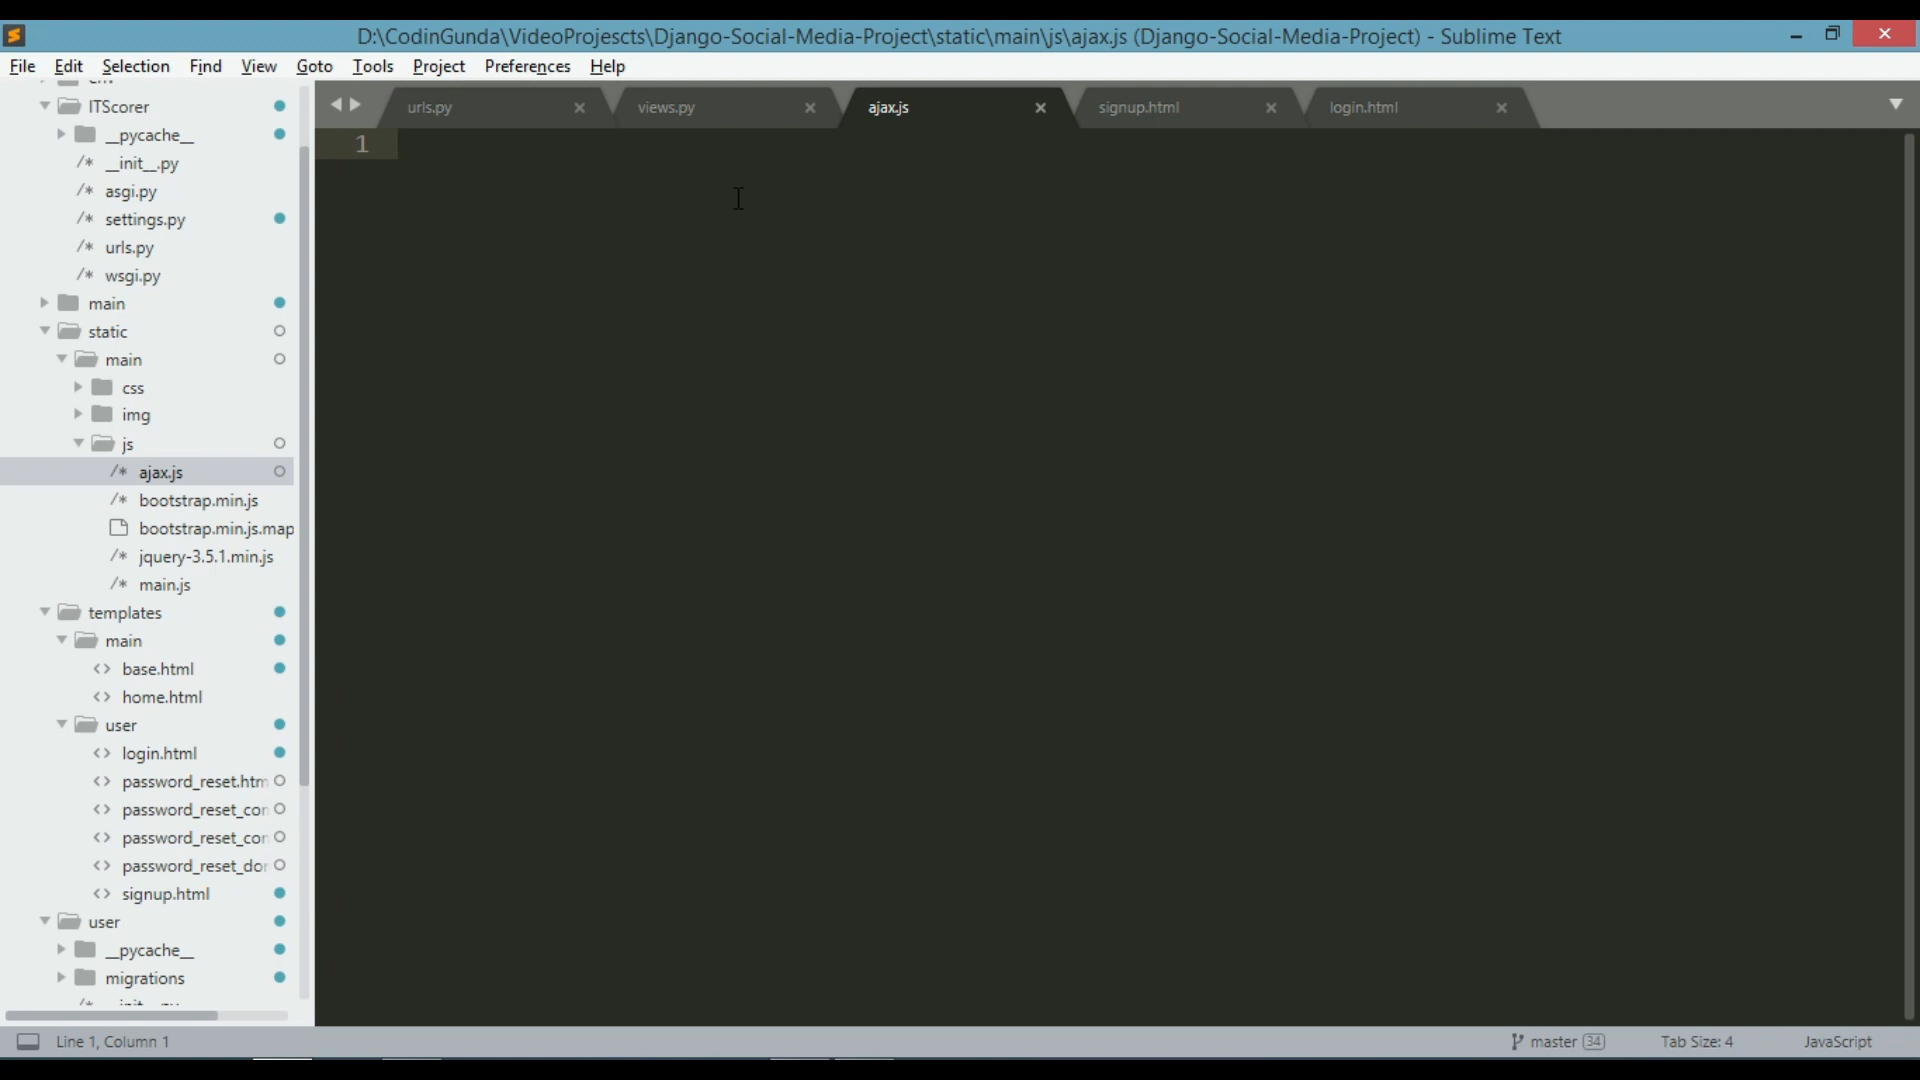 D:\CodinGunda\VideoProjescts\Django-Social-Media-Project\static\main\js\ajax.js (Django-Social-Media-Project) - Sublime Text
File Edit Selection Find View Goto Tools Project Preferences Help
urls.py
views.py
ajax.js
signup.html
login.html
1
ITScorer
__pycache__
/* __init__.py
/* asgi.py
/* settings.py
/* urls.py
/* wsgi.py
main
static
main
css
img
js
/* ajax.js
/* bootstrap.min.js
bootstrap.min.js.map
/* jquery-3.5.1.min.js
/* main.js
templates
main
<> base.html
<> home.html
user
<> login.html
<> password_reset.htm
<> password_reset_con
<> password_reset_con
<> password_reset_dor
<> signup.html
user
__pycache__
migrations
Line 1, Column 1
master 34
Tab Size: 4
JavaScript